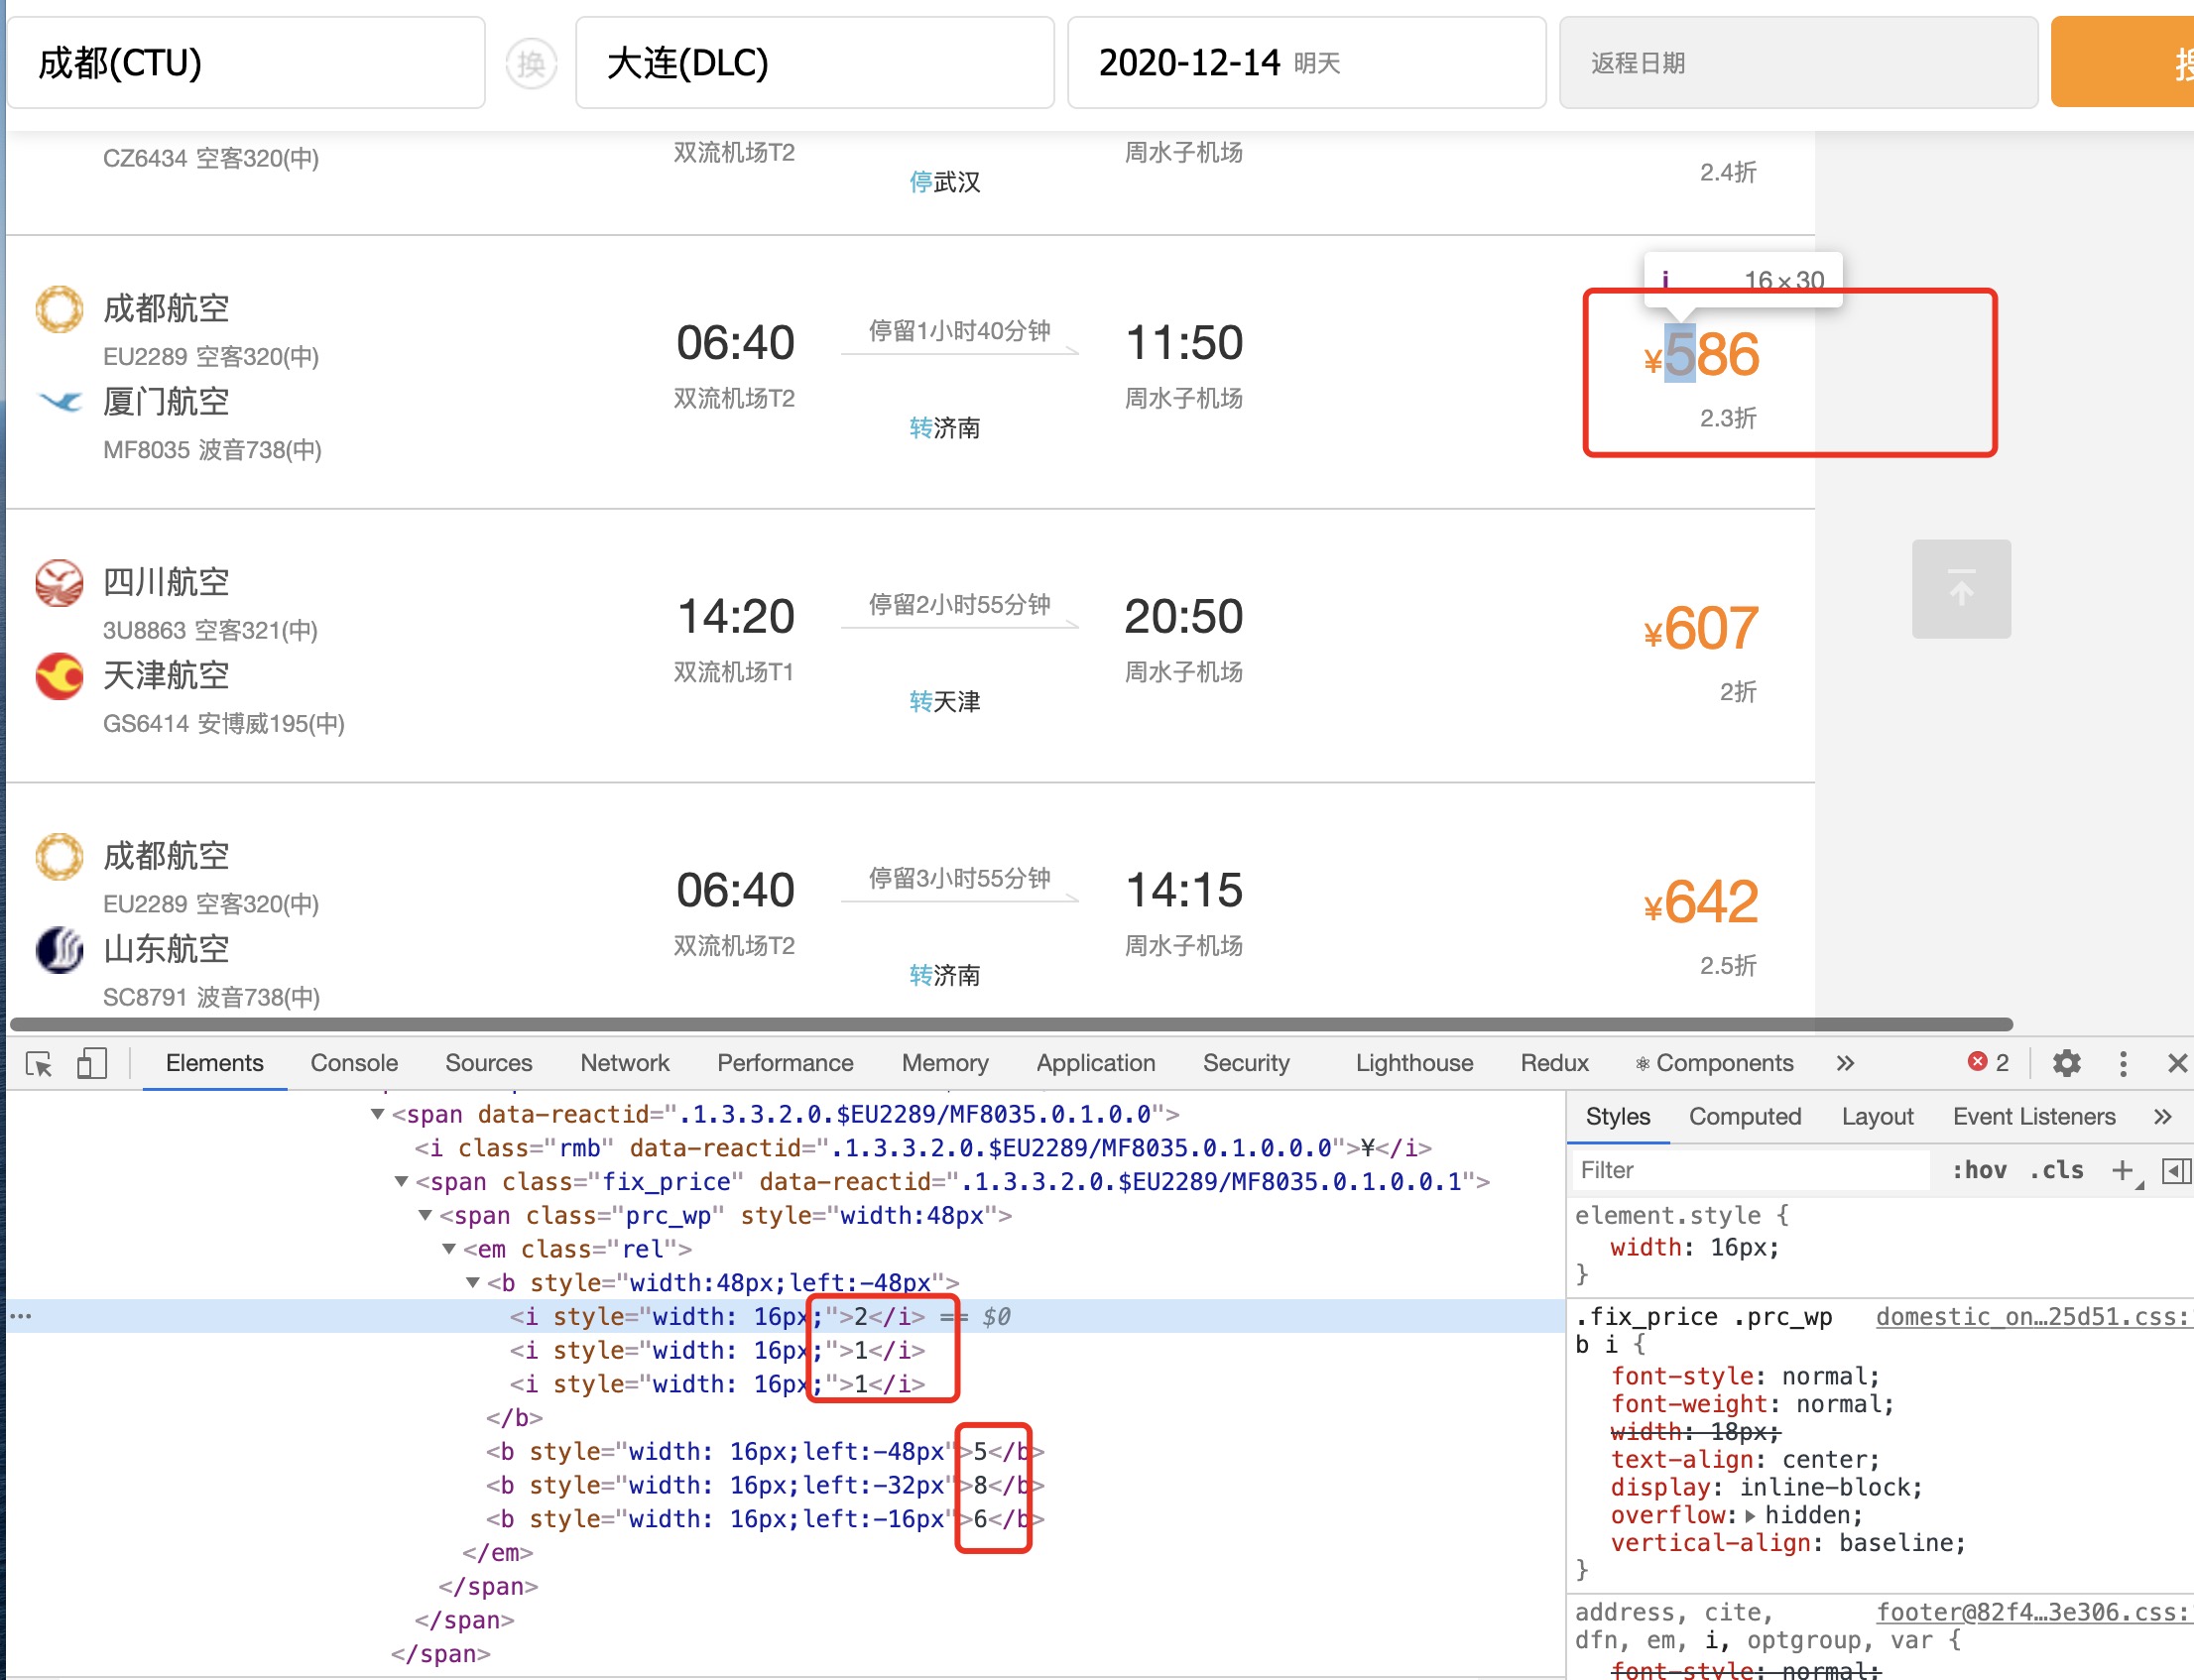 成都(CTU) 换 大连(DLC) 2020-12-14 明天 返程日期
CZ6434 空客320(中) 双流机场T2 周水子机场
停武汉 2.4折
i 16×30
成都航空
EU2289 空客320(中)
厦门航空
MF8035 波音738(中)
06:40 停留1小时40分钟 11:50
双流机场T2 周水子机场
转济南
¥586
2.3折
四川航空
3U8863 空客321(中)
天津航空
GS6414 安博威195(中)
14:20 停留2小时55分钟 20:50
双流机场T1 周水子机场
转天津
¥607
2折
成都航空
EU2289 空客320(中)
山东航空
SC8791 波音738(中)
06:40 停留3小时55分钟 14:15
双流机场T2 周水子机场
转济南
¥642
2.5折
Elements Console Sources Network Performance Memory Application Security Lighthouse Redux ⚛ Components » 2
<span data-reactid=".1.3.3.2.0.$EU2289/MF8035.0.1.0.0">
<i class="rmb" data-reactid=".1.3.3.2.0.$EU2289/MF8035.0.1.0.0.0">¥</i>
<span class="fix_price" data-reactid=".1.3.3.2.0.$EU2289/MF8035.0.1.0.0.1">
<span class="prc_wp" style="width:48px">
<em class="rel">
<b style="width:48px;left:-48px">
<i style="width: 16px;">2</i> == $0
<i style="width: 16px;">1</i>
<i style="width: 16px;">1</i>
</b>
<b style="width: 16px;left:-48px">5</b>
<b style="width: 16px;left:-32px">8</b>
<b style="width: 16px;left:-16px">6</b>
</em>
</span>
</span>
</span>
Styles Computed Layout Event Listeners »
Filter :hov .cls +
element.style {
width: 16px;
}
.fix_price .prc_wp domestic_on…25d51.css:
b i {
font-style: normal;
font-weight: normal;
width: 18px;
text-align: center;
display: inline-block;
overflow: hidden;
vertical-align: baseline;
}
address, cite, footer@82f4…3e306.css:
dfn, em, i, optgroup, var {
font-style: normal;